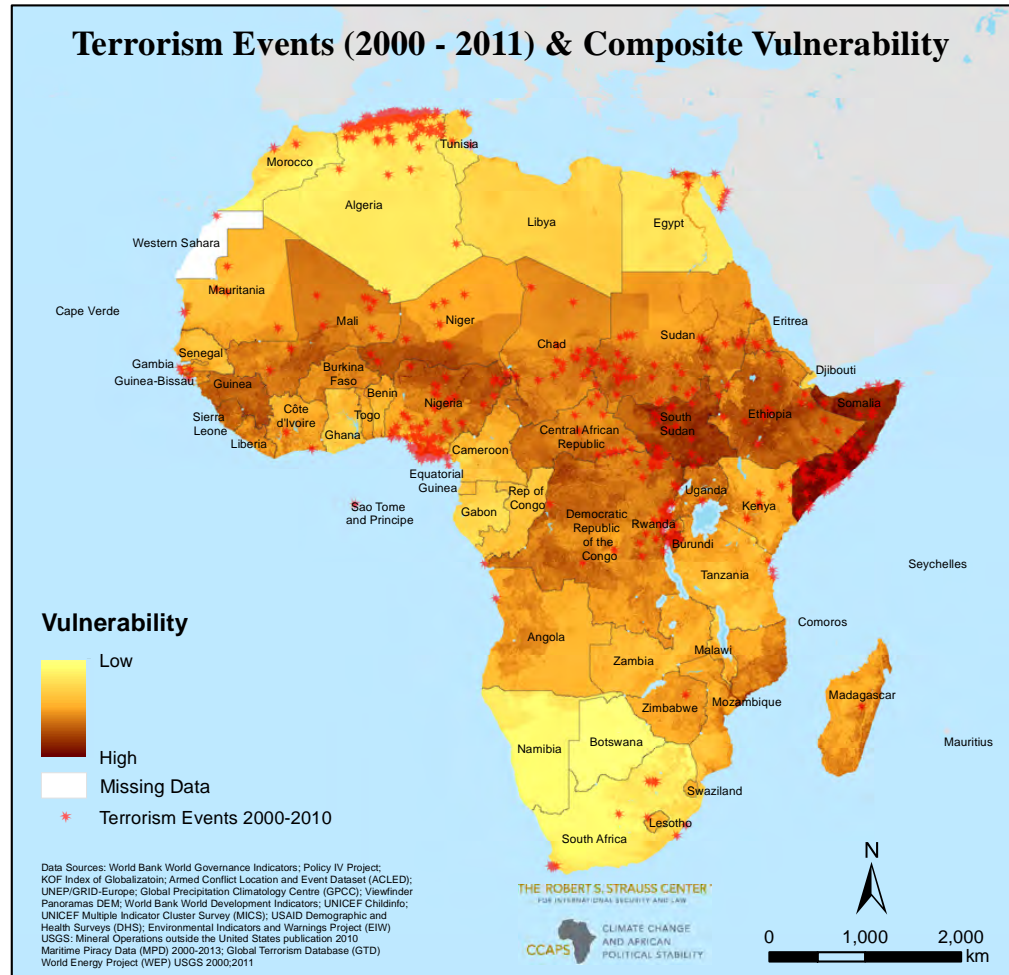 Terrorism Events (2000 - 2011) & Composite Vulnerability
Tunisia
Morocco
Algeria
Libya
Egypt
Western Sahara
Mauritania
Cape Verde
Mali
Niger
Chad
Sudan
Eritrea
Senegal
Gambia
Guinea-Bissau
Guinea
Burkina
Faso
Benin
Nigeria
Djibouti
Somalia
Ethiopia
South
Sudan
Sierra
Leone
Liberia
Côte
d'Ivoire
Ghana
Togo
Central African
Republic
Cameroon
Equatorial
Guinea
Sao Tome
and Principe
Gabon
Rep of
Congo
Democratic
Republic
of the
Congo
Uganda
Kenya
Rwanda
Burundi
Tanzania
Seychelles
Comoros
Angola
Zambia
Malawi
Mozambique
Zimbabwe
Madagascar
Mauritius
Namibia
Botswana
Swaziland
Lesotho
South Africa
Vulnerability
Low
High
Missing Data
Terrorism Events 2000-2010
Data Sources: World Bank World Governance Indicators; Policy IV Project;
KOF Index of Globalizatoin; Armed Conflict Location and Event Dataset (ACLED);
UNEP/GRID-Europe; Global Precipitation Climatology Centre (GPCC); Viewfinder
Panoramas DEM; World Bank World Development Indicators; UNICEF Childinfo;
UNICEF Multiple Indicator Cluster Survey (MICS); USAID Demographic and
Health Surveys (DHS); Environmental Indicators and Warnings Project (EIW)
USGS: Mineral Operations outside the United States publication 2010
Maritime Piracy Data (MPD) 2000-2013; Global Terrorism Database (GTD)
World Energy Project (WEP) USGS 2000;2011
THE ROBERT S. STRAUSS CENTER
FOR INTERNATIONAL SECURITY AND LAW
CCAPS
CLIMATE CHANGE
AND AFRICAN
POLITICAL STABILITY
N
0 1,000 2,000
km